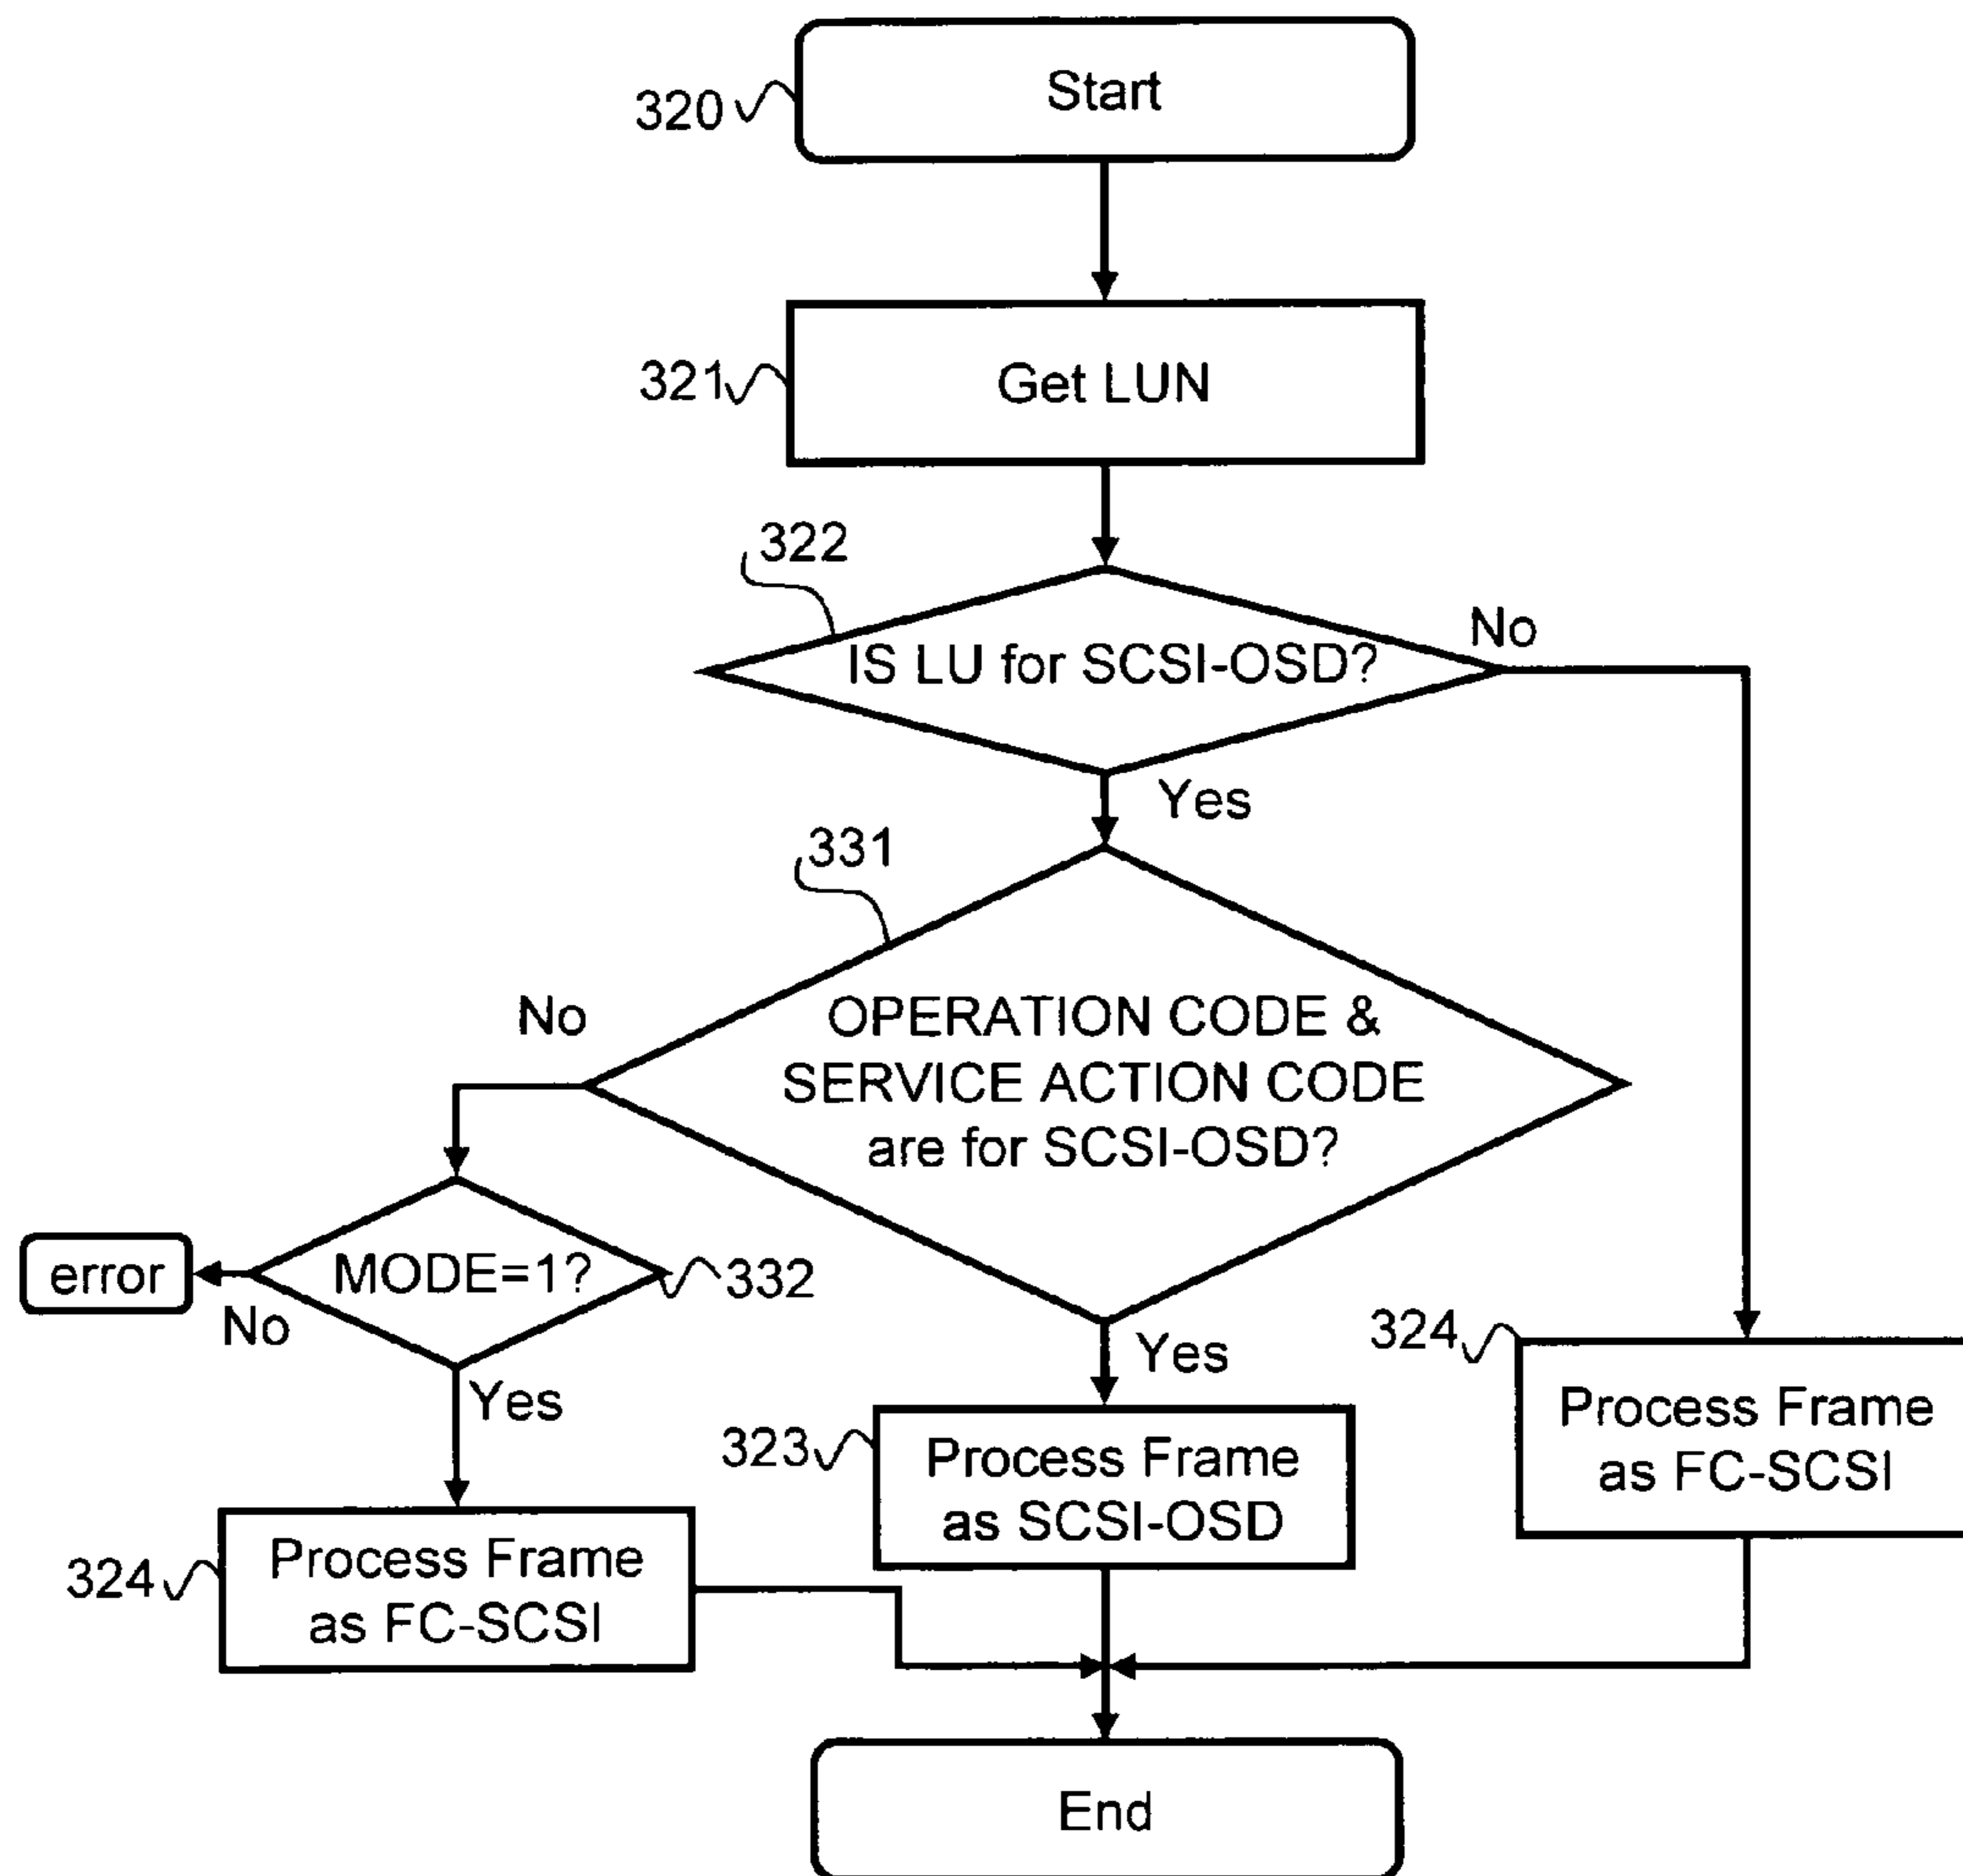 Start
320
321
Get LUN
322
IS LU for SCSI-OSD?
No
Yes
331
No
OPERATION CODE &
SERVICE ACTION CODE
are for SCSI-OSD?
error
MODE=1?
332
No
Yes
Yes
324
Process Frame
as FC-SCSI
323
Process Frame
as SCSI-OSD
324
Process Frame
as FC-SCSI
End